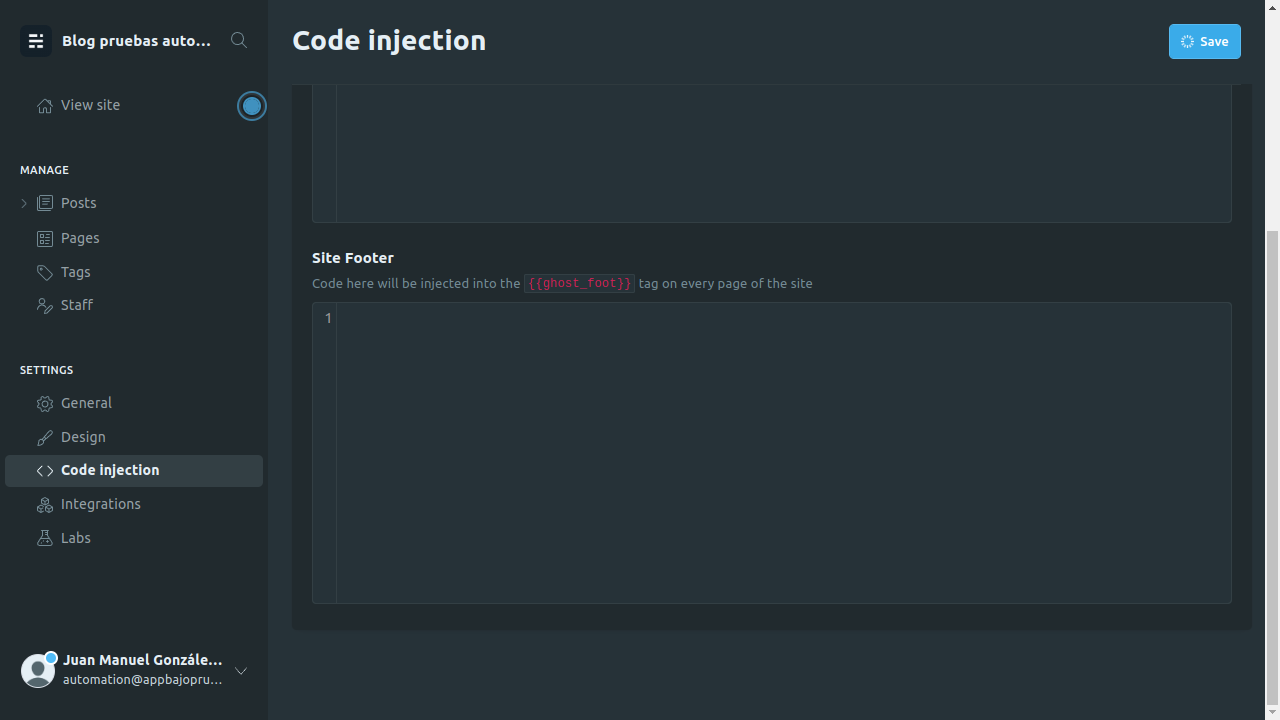 Blog pruebas auto...
Code injection
Save
View site
MANAGE
Posts
Pages
Tags
Staff
SETTINGS
General
Design
Code injection
Integrations
Labs
Juan Manuel Gonzále...
automation@appbajopru...
Site Footer
Code here will be injected into the {{ghost_foot}} tag on every page of the site
1